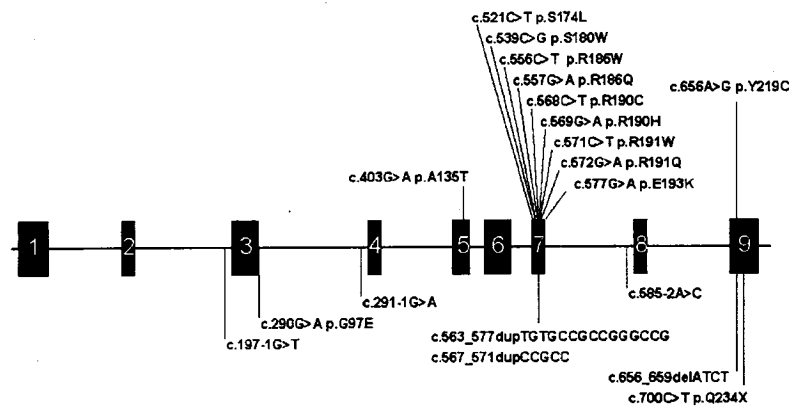 c.521C>T p.S174L
c.539C>G p.S180W
c.556C>T p.R186W
c.557G>A p.R186Q
c.568C>T p.R190C
c.569G>A p.R190H
c.571C>T p.R191W
c.572G>A p.R191Q
c.577G>A p.E193K
c.656A>G p.Y219C
c.403G>A p.A135T
1 2 3 4 5 6 7 8 9
c.291-1G>A
c.585-2A>C
c.290G>A p.G97E
c.197-1G>T
c.563_577dupTGTGCCGCCGGGCCG
c.567_571dupCCGCC
c.656_659delATCT
c.700C>T p.Q234X